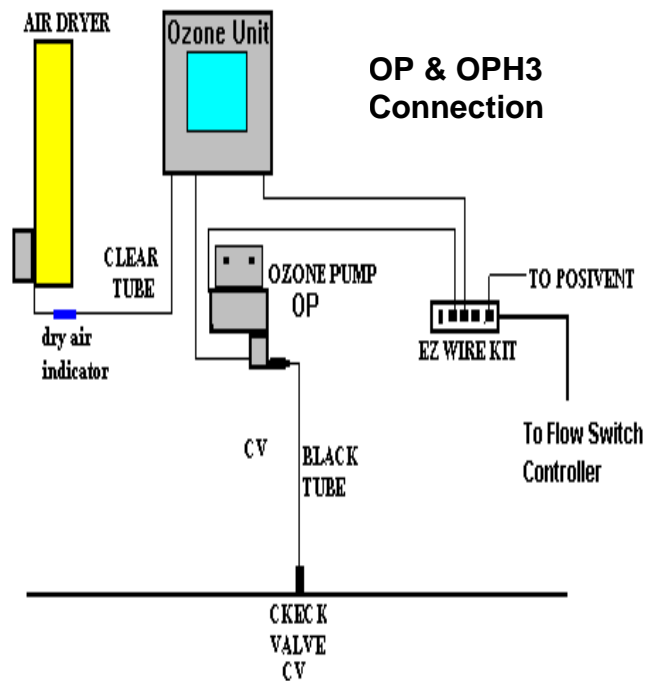 AIR DRYER
Ozone Unit
OP & OPH3
Connection
CLEAR
TUBE
OZONE PUMP
OP
TO POSIVENT
dry air
indicator
EZ WIRE KIT
CV
BLACK
TUBE
To Flow Switch
Controller
CKECK
VALVE
CV